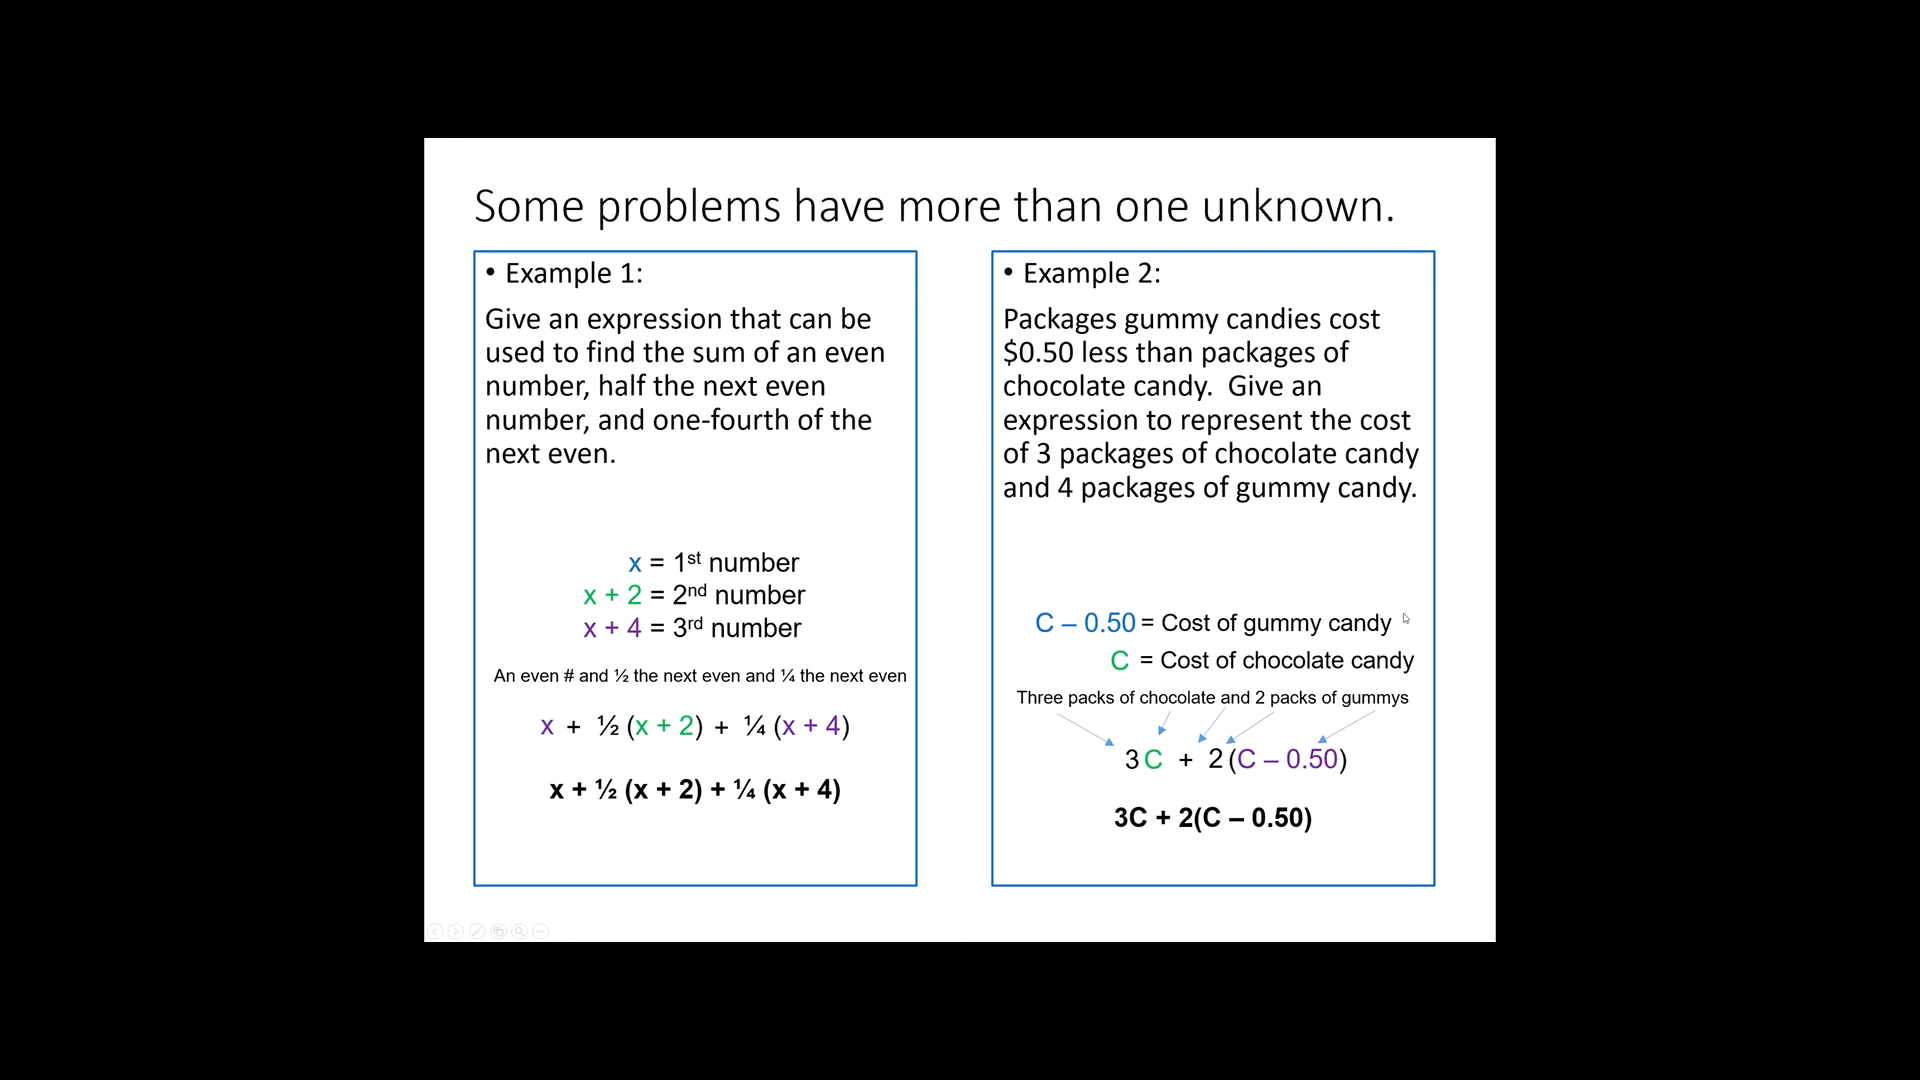 Some problems have more than one unknown.
• Example 1:
Give an expression that can be
used to find the sum of an even
number, half the next even
number, and one-fourth of the
next even.
x = 1st number
x + 2 = 2nd number
x + 4 = 3rd number
An even # and ½ the next even and ¼ the next even
x + ½ (x + 2) + ¼ (x + 4)
x + ½ (x + 2) + ¼ (x + 4)
• Example 2:
Packages gummy candies cost
$0.50 less than packages of
chocolate candy. Give an
expression to represent the cost
of 3 packages of chocolate candy
and 4 packages of gummy candy.
C – 0.50 = Cost of gummy candy
C = Cost of chocolate candy
Three packs of chocolate and 2 packs of gummys
3 C + 2 (C – 0.50)
3C + 2(C – 0.50)